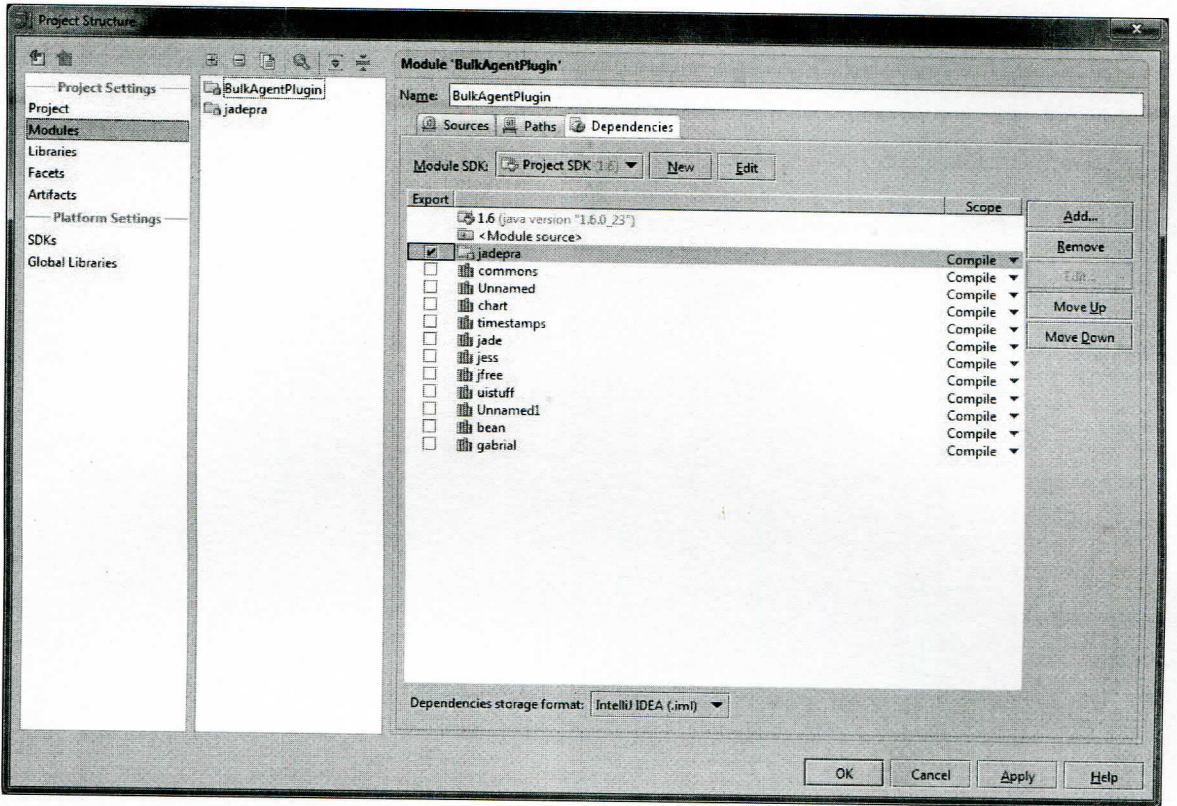 Project Structure
Project Settings
Project
Modules
Libraries
Facets
Artifacts
Platform Settings
SDKs
Global Libraries
BulkAgentPlugin
jadepra
Module 'BulkAgentPlugin'
Name: BulkAgentPlugin
Sources Paths Dependencies
Module SDK: Project SDK (1.6) New Edit
Export Scope
1.6 (java version "1.6.0_23")
<Module source>
jadepra Compile
commons Compile
Unnamed Compile
chart Compile
timestamps Compile
jade Compile
jess Compile
jfree Compile
uistuff Compile
Unnamed1 Compile
bean Compile
gabrial Compile
Add...
Remove
Edit...
Move Up
Move Down
Dependencies storage format: IntelliJ IDEA (.iml)
OK Cancel Apply Help